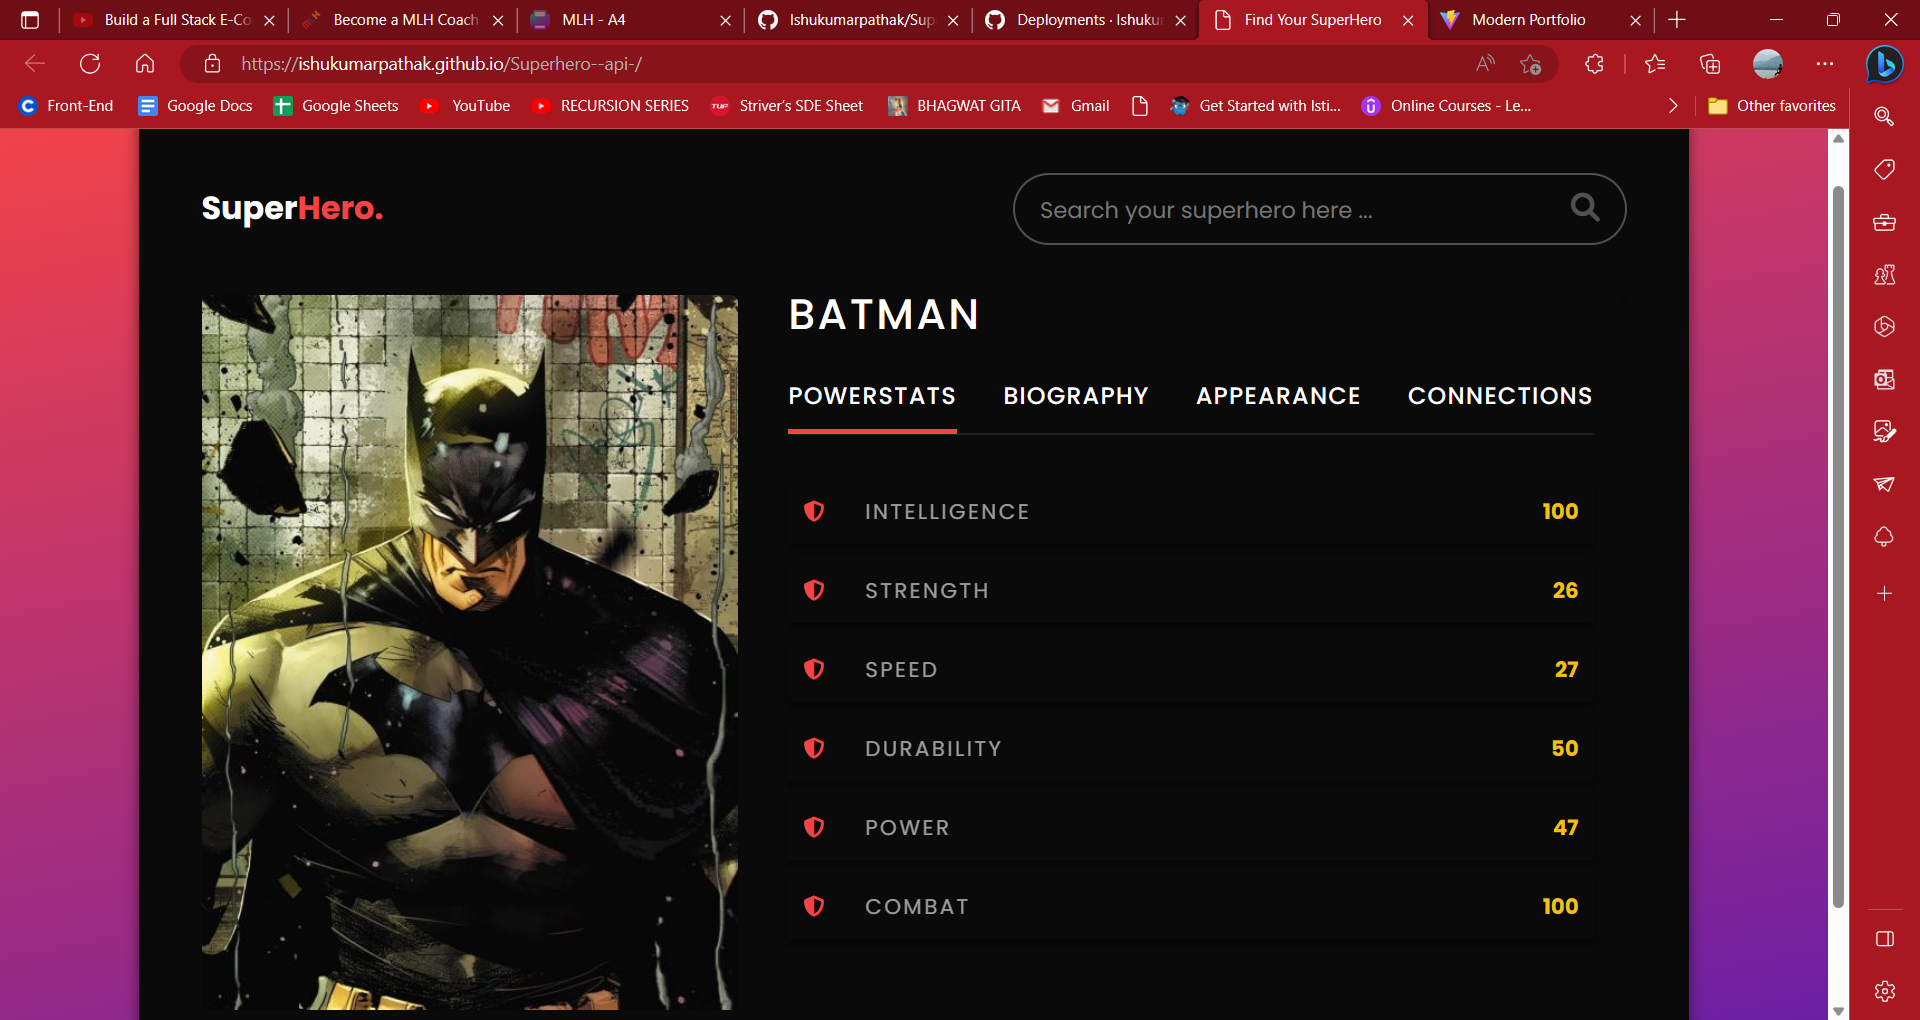 Build a Full Stack E-Co
Become a MLH Coach
MLH - A4
Ishukumarpathak/Sup
Deployments · Ishuku
Find Your SuperHero
Modern Portfolio
https://ishukumarpathak.github.io/Superhero--api-/
Front-End
Google Docs
Google Sheets
YouTube
RECURSION SERIES
TUF
Striver's SDE Sheet
BHAGWAT GITA
Gmail
Get Started with Isti...
Online Courses - Le...
Other favorites
SuperHero.
Search your superhero here ...
BATMAN
POWERSTATS BIOGRAPHY APPEARANCE CONNECTIONS
INTELLIGENCE 100
STRENGTH 26
SPEED 27
DURABILITY 50
POWER 47
COMBAT 100